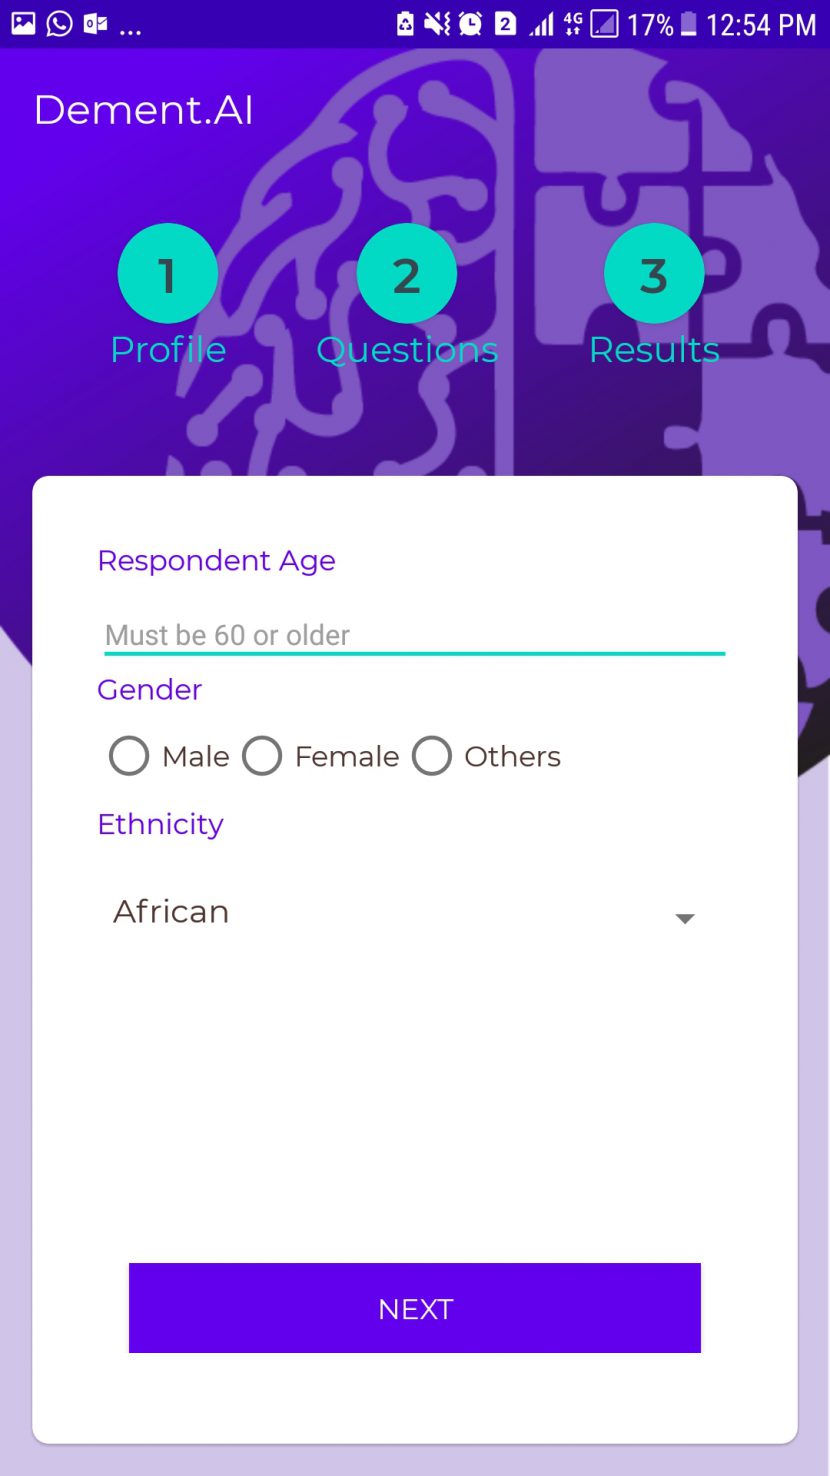 ... 2 4G 17% 12:54 PM
Dement.AI
1 2 3
Profile Questions Results
Respondent Age
Must be 60 or older
Gender
Male Female Others
Ethnicity
African
NEXT